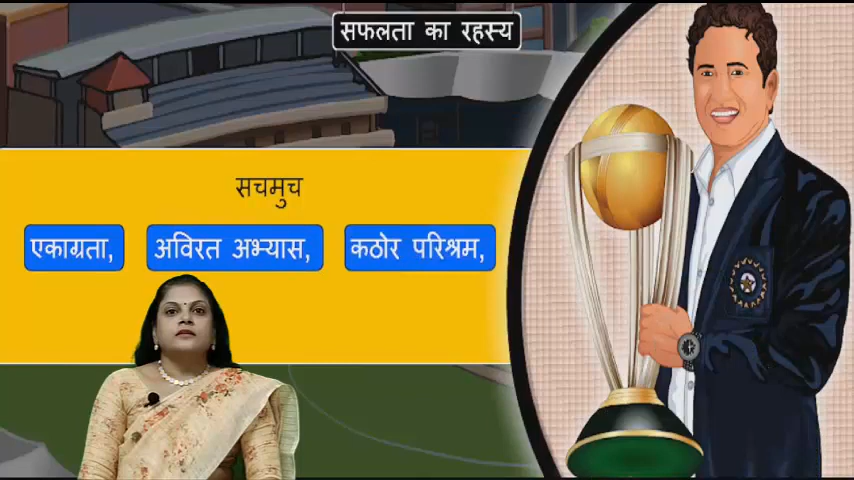 सफलता का रहस्य
सचमुच
एकाग्रता, अविरत अभ्यास, कठोर परिश्रम,